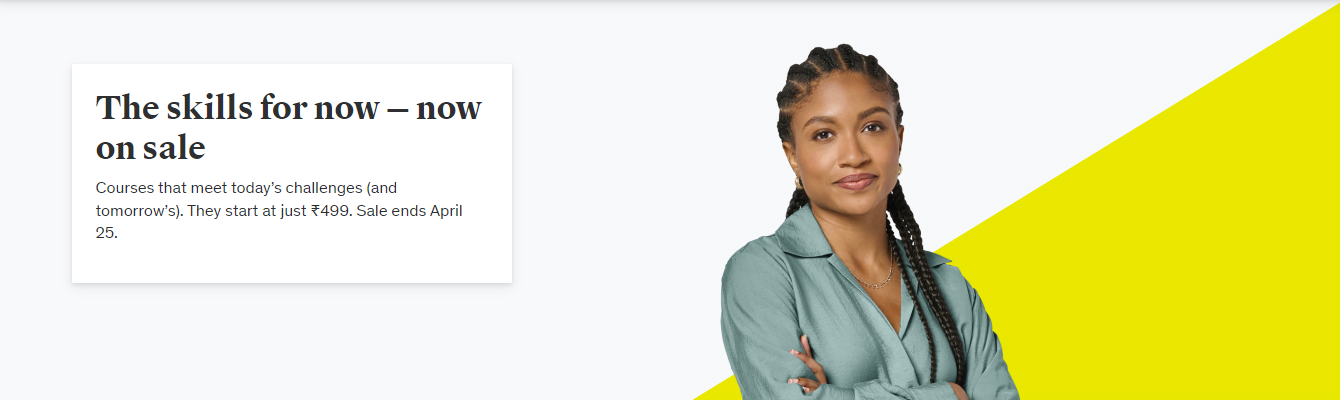 The skills for now – now
on sale
Courses that meet today’s challenges (and
tomorrow’s). They start at just ₹499. Sale ends April
25.